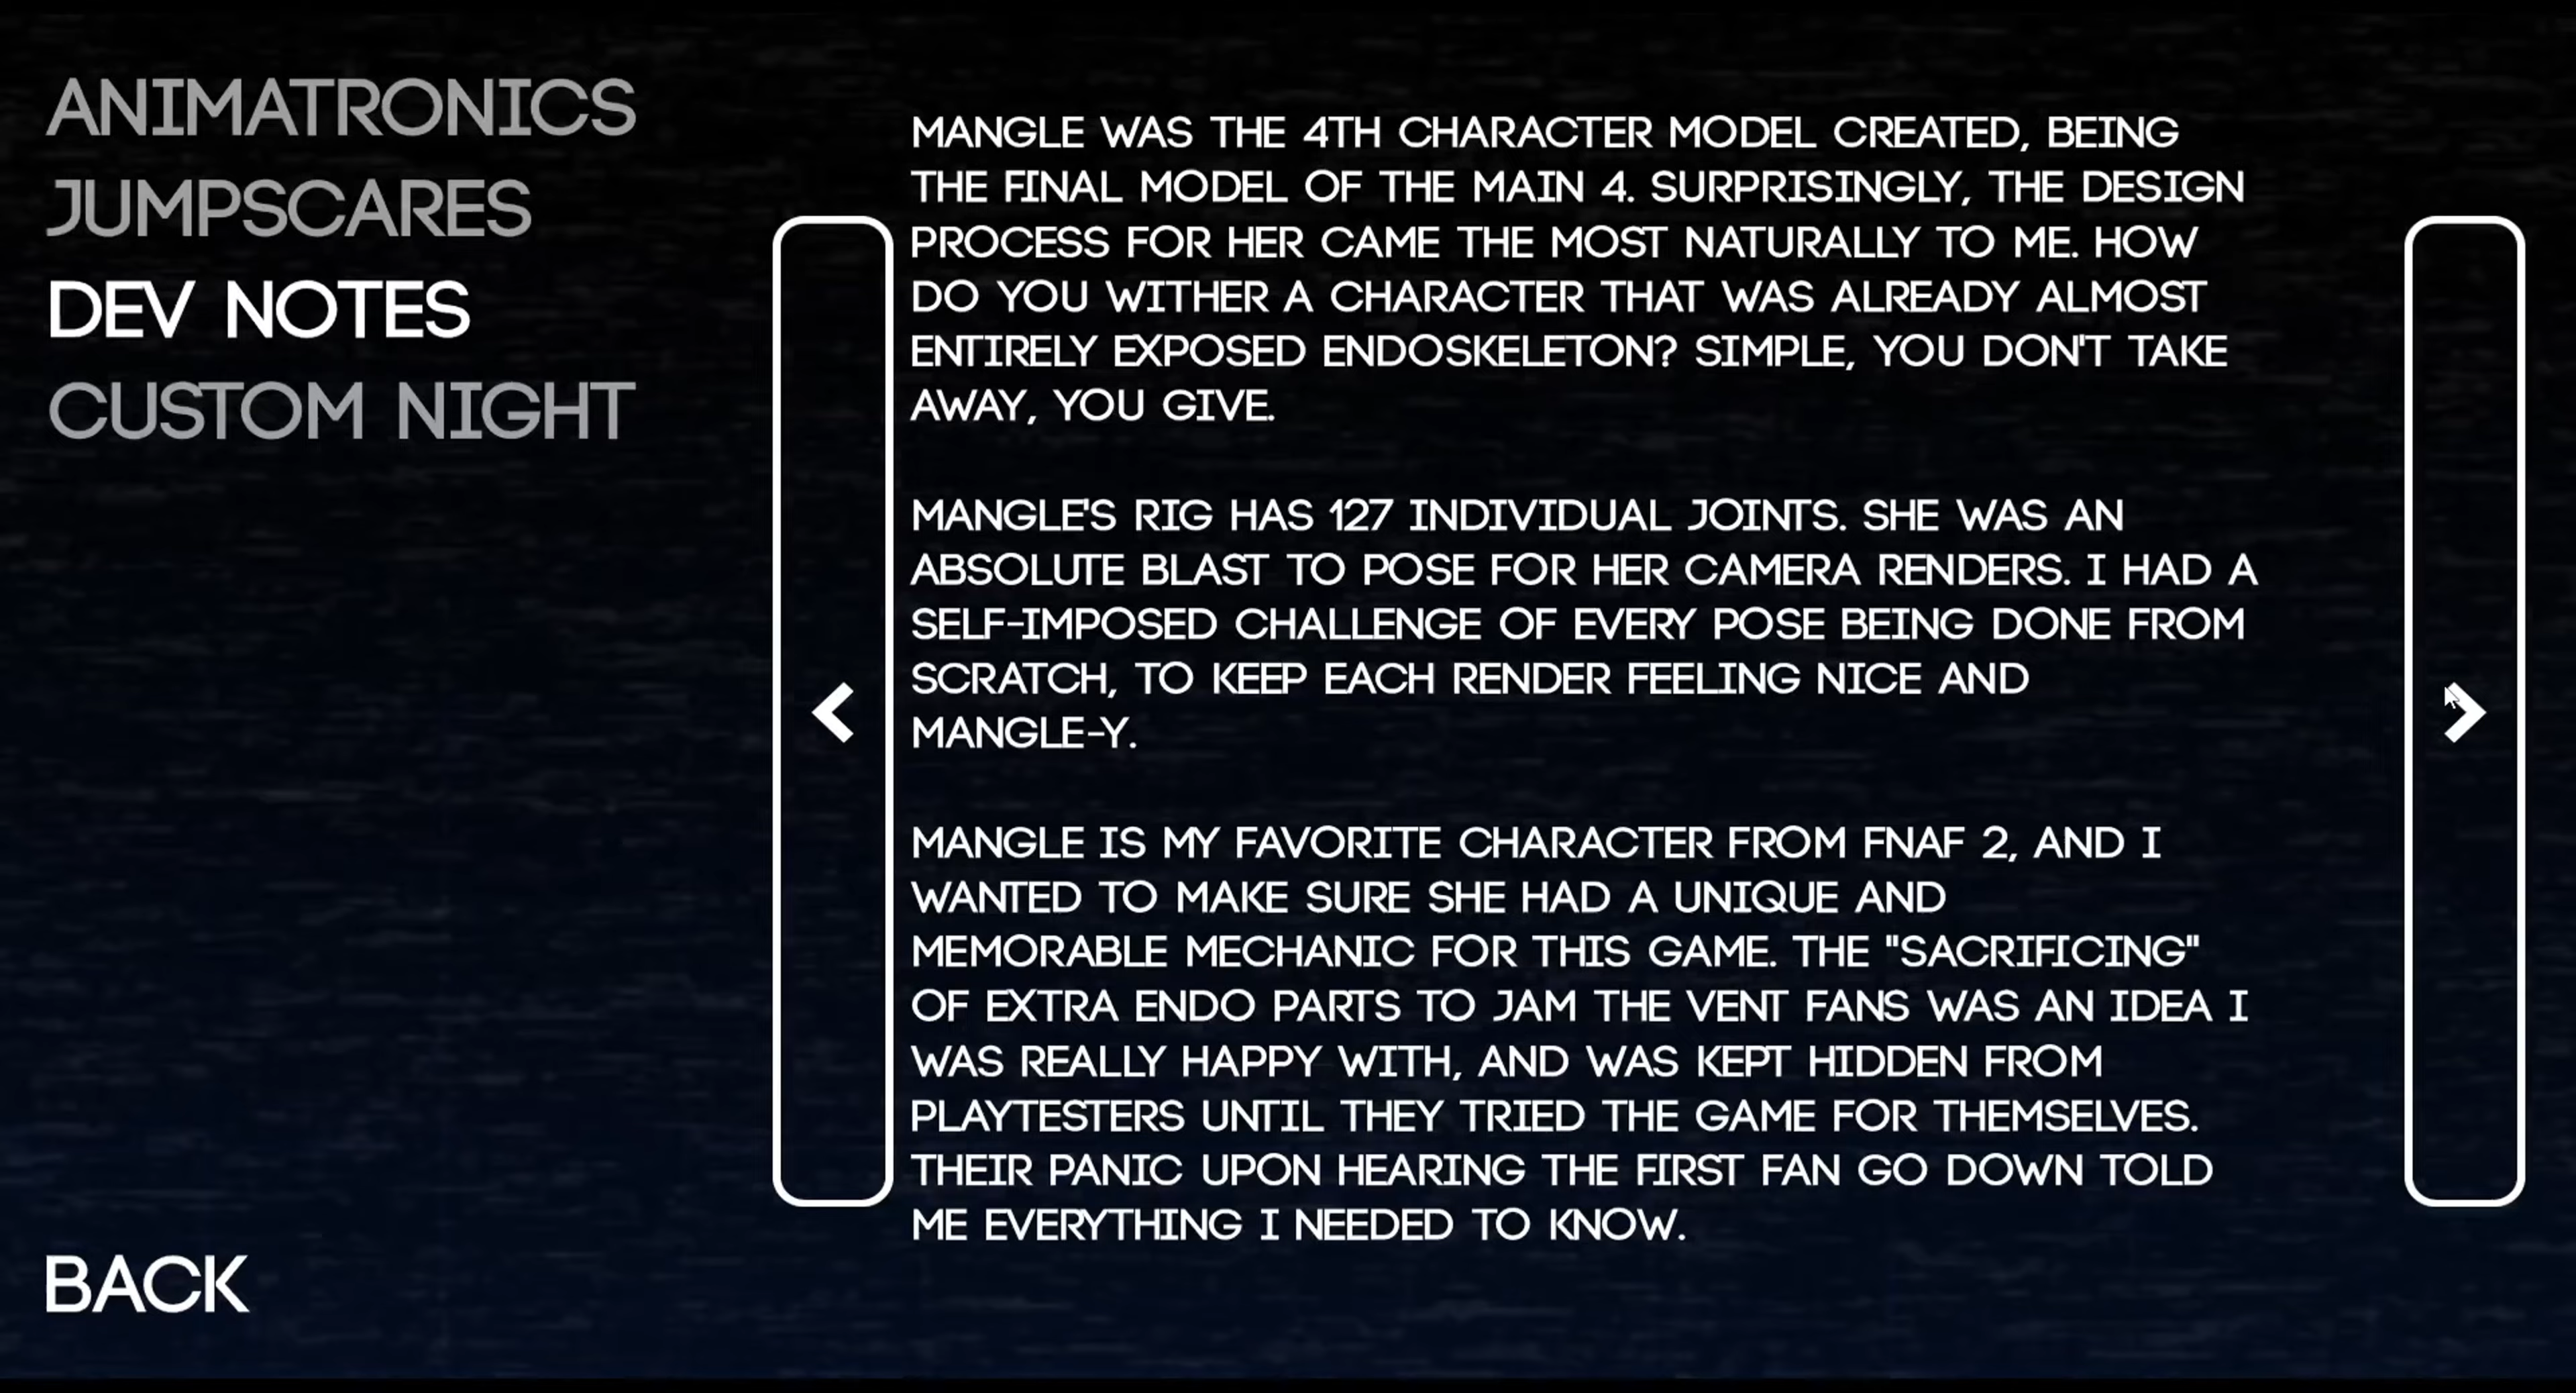 ANIMATRONICS
JUMPSCARES
DEV NOTES
CUSTOM NIGHT
BACK
MANGLE WAS THE 4TH CHARACTER MODEL CREATED, BEING
THE FINAL MODEL OF THE MAIN 4. SURPRISINGLY, THE DESIGN
PROCESS FOR HER CAME THE MOST NATURALLY TO ME. HOW
DO YOU WITHER A CHARACTER THAT WAS ALREADY ALMOST
ENTIRELY EXPOSED ENDOSKELETON? SIMPLE, YOU DON'T TAKE
AWAY, YOU GIVE.
MANGLE'S RIG HAS 127 INDIVIDUAL JOINTS. SHE WAS AN
ABSOLUTE BLAST TO POSE FOR HER CAMERA RENDERS. I HAD A
SELF-IMPOSED CHALLENGE OF EVERY POSE BEING DONE FROM
SCRATCH, TO KEEP EACH RENDER FEELING NICE AND
MANGLE-Y.
MANGLE IS MY FAVORITE CHARACTER FROM FNAF 2, AND I
WANTED TO MAKE SURE SHE HAD A UNIQUE AND
MEMORABLE MECHANIC FOR THIS GAME. THE "SACRIFICING"
OF EXTRA ENDO PARTS TO JAM THE VENT FANS WAS AN IDEA I
WAS REALLY HAPPY WITH, AND WAS KEPT HIDDEN FROM
PLAYTESTERS UNTIL THEY TRIED THE GAME FOR THEMSELVES.
THEIR PANIC UPON HEARING THE FIRST FAN GO DOWN TOLD
ME EVERYTHING I NEEDED TO KNOW.